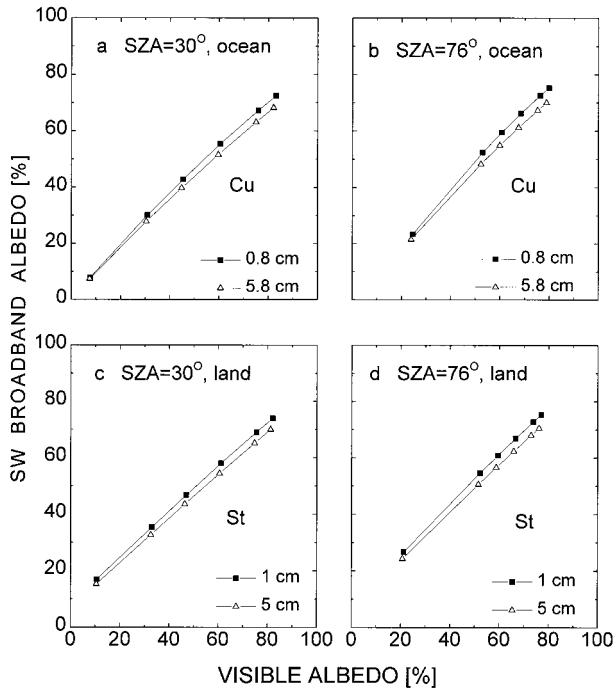 SW BROADBAND ALBEDO [%]
100
80
60
40
20
0
a SZA=30°, ocean
Cu
0.8 cm
5.8 cm
b SZA=76°, ocean
Cu
0.8 cm
5.8 cm
100
80
60
40
20
0
c SZA=30°, land
St
1 cm
5 cm
0 20 40 60 80 100
d SZA=76°, land
St
1 cm
5 cm
0 20 40 60 80 100
VISIBLE ALBEDO [%]